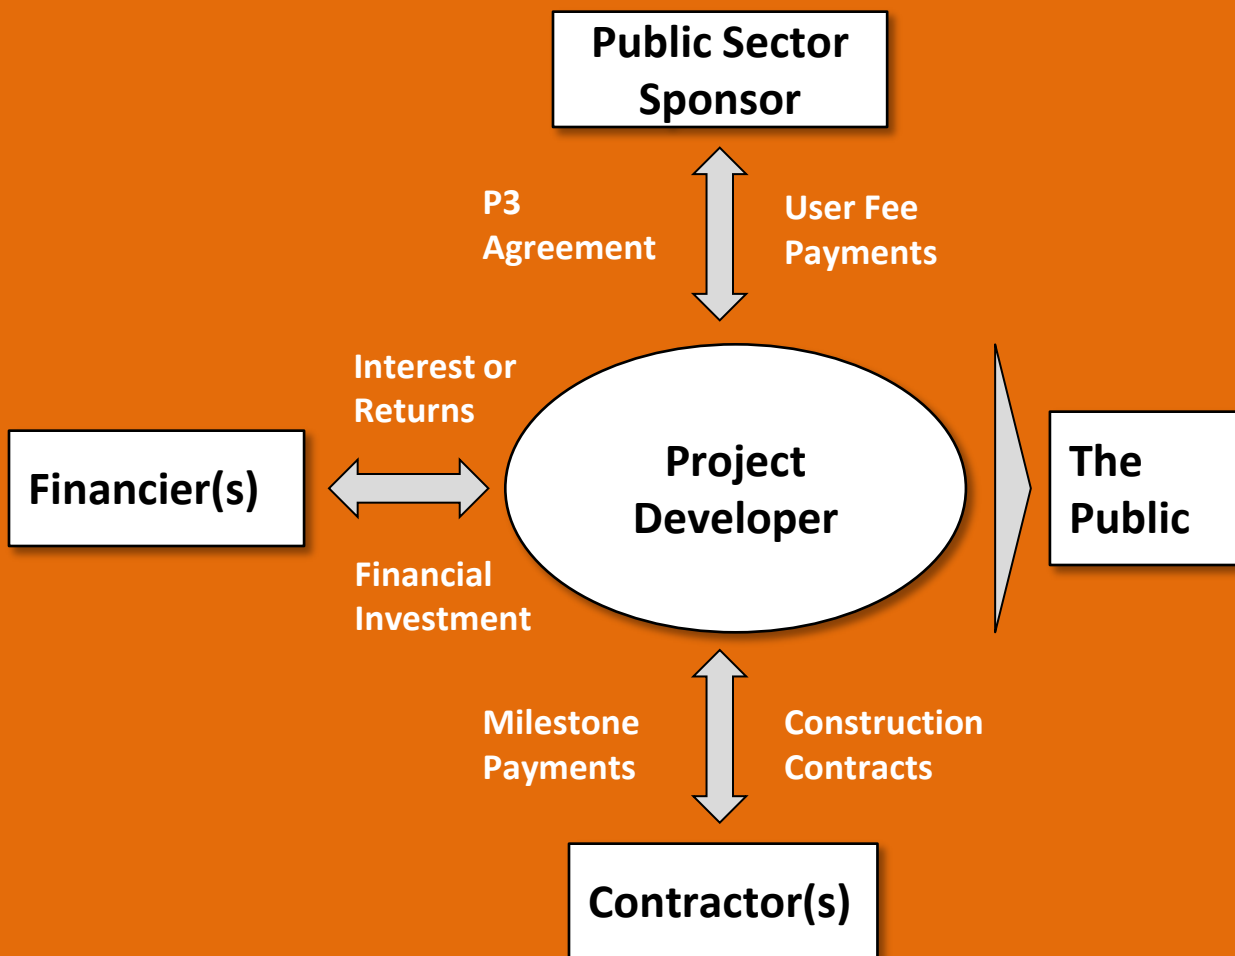 Public Sector
Sponsor
P3
Agreement
User Fee
Payments
Interest or
Returns
Financier(s)
Project
Developer
The
Public
Financial
Investment
Milestone
Payments
Construction
Contracts
Contractor(s)